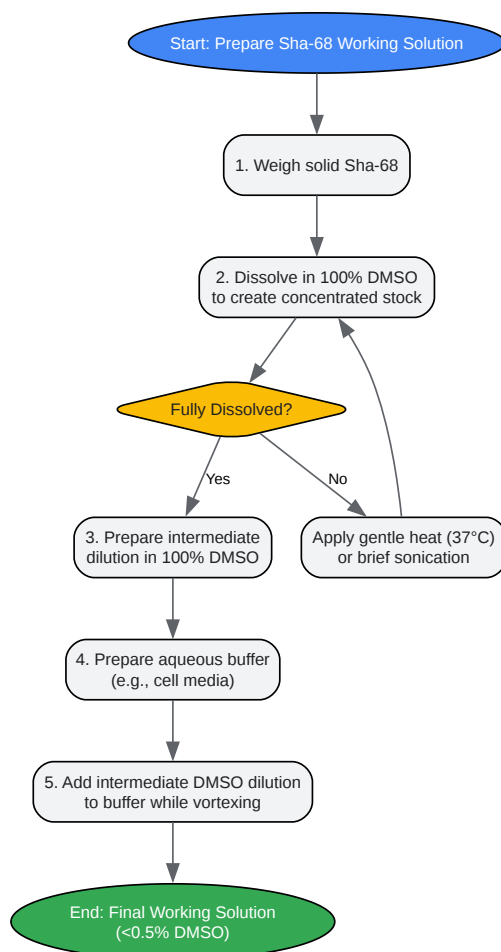 Start: Prepare Sha-68 Working Solution
1. Weigh solid Sha-68
2. Dissolve in 100% DMSO
to create concentrated stock
Fully Dissolved?
Yes
No
3. Prepare intermediate
dilution in 100% DMSO
Apply gentle heat (37°C)
or brief sonication
4. Prepare aqueous buffer
(e.g., cell media)
5. Add intermediate DMSO dilution
to buffer while vortexing
End: Final Working Solution
(<0.5% DMSO)